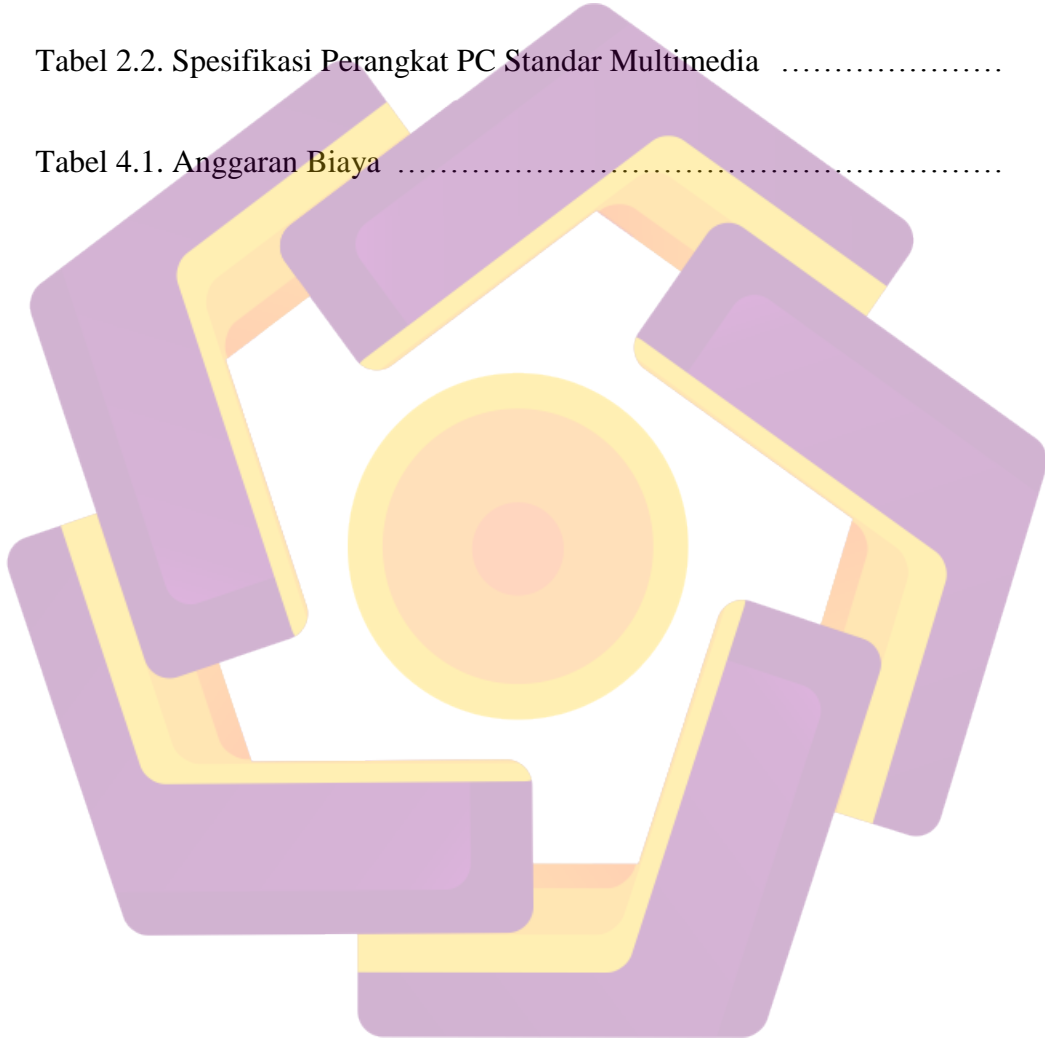 Tabel 2.2. Spesifikasi Perangkat PC Standar Multimedia …………………
Tabel 4.1. Anggaran Biaya …………………………………………………